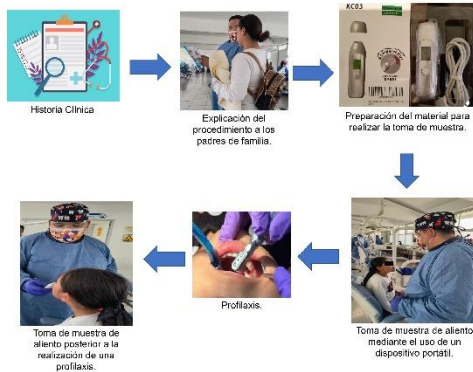 Historia Clínica
Explicación del
procedimiento a los
padres de familia.
KC03
Preparación del material para
realizar la toma de muestra.
Toma de muestra de aliento
mediante el uso de un
dispositivo portátil.
Profilaxis.
Toma de muestra de
aliento posterior a la
realización de una
profilaxis.